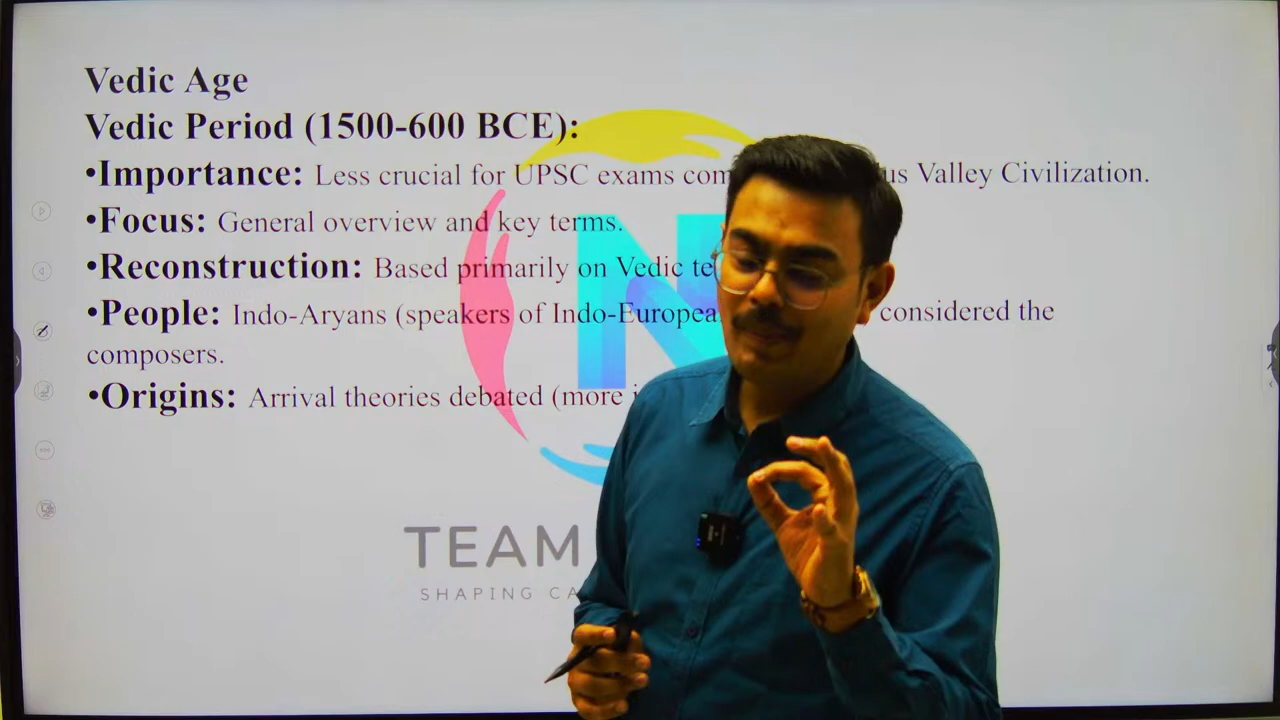 Vedic Age
Vedic Period (1500-600 BCE):
•Importance: Less crucial for UPSC exams com us Valley Civilization.
•Focus: General overview and key terms.
•Reconstruction: Based primarily on Vedic te
•People: Indo-Aryans (speakers of Indo-Europea considered the
composers.
•Origins: Arrival theories debated (more i
N
TEAM
SHAPING CA